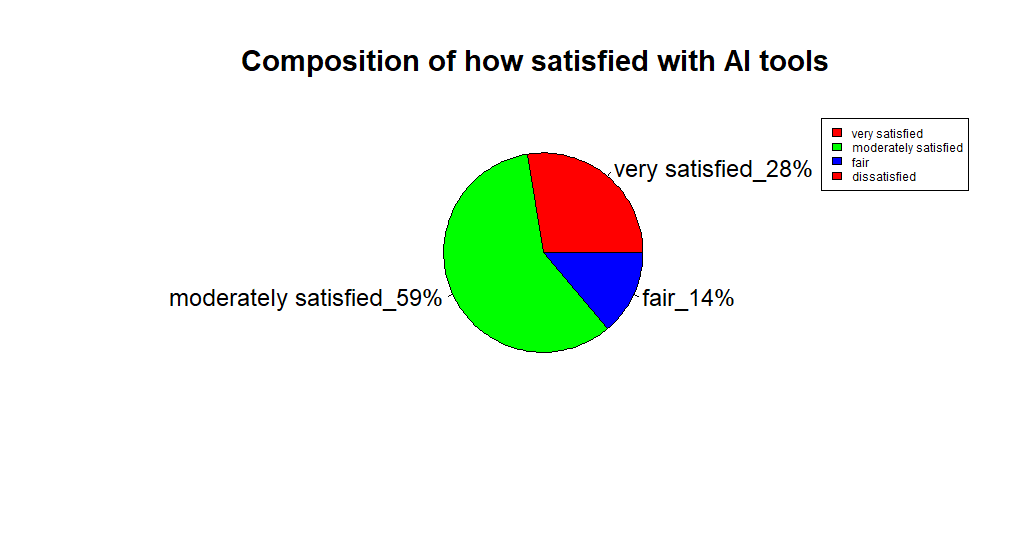 Composition of how satisfied with AI tools
very satisfied
moderately satisfied
fair
dissatisfied
very satisfied_28%
moderately satisfied_59%
fair_14%